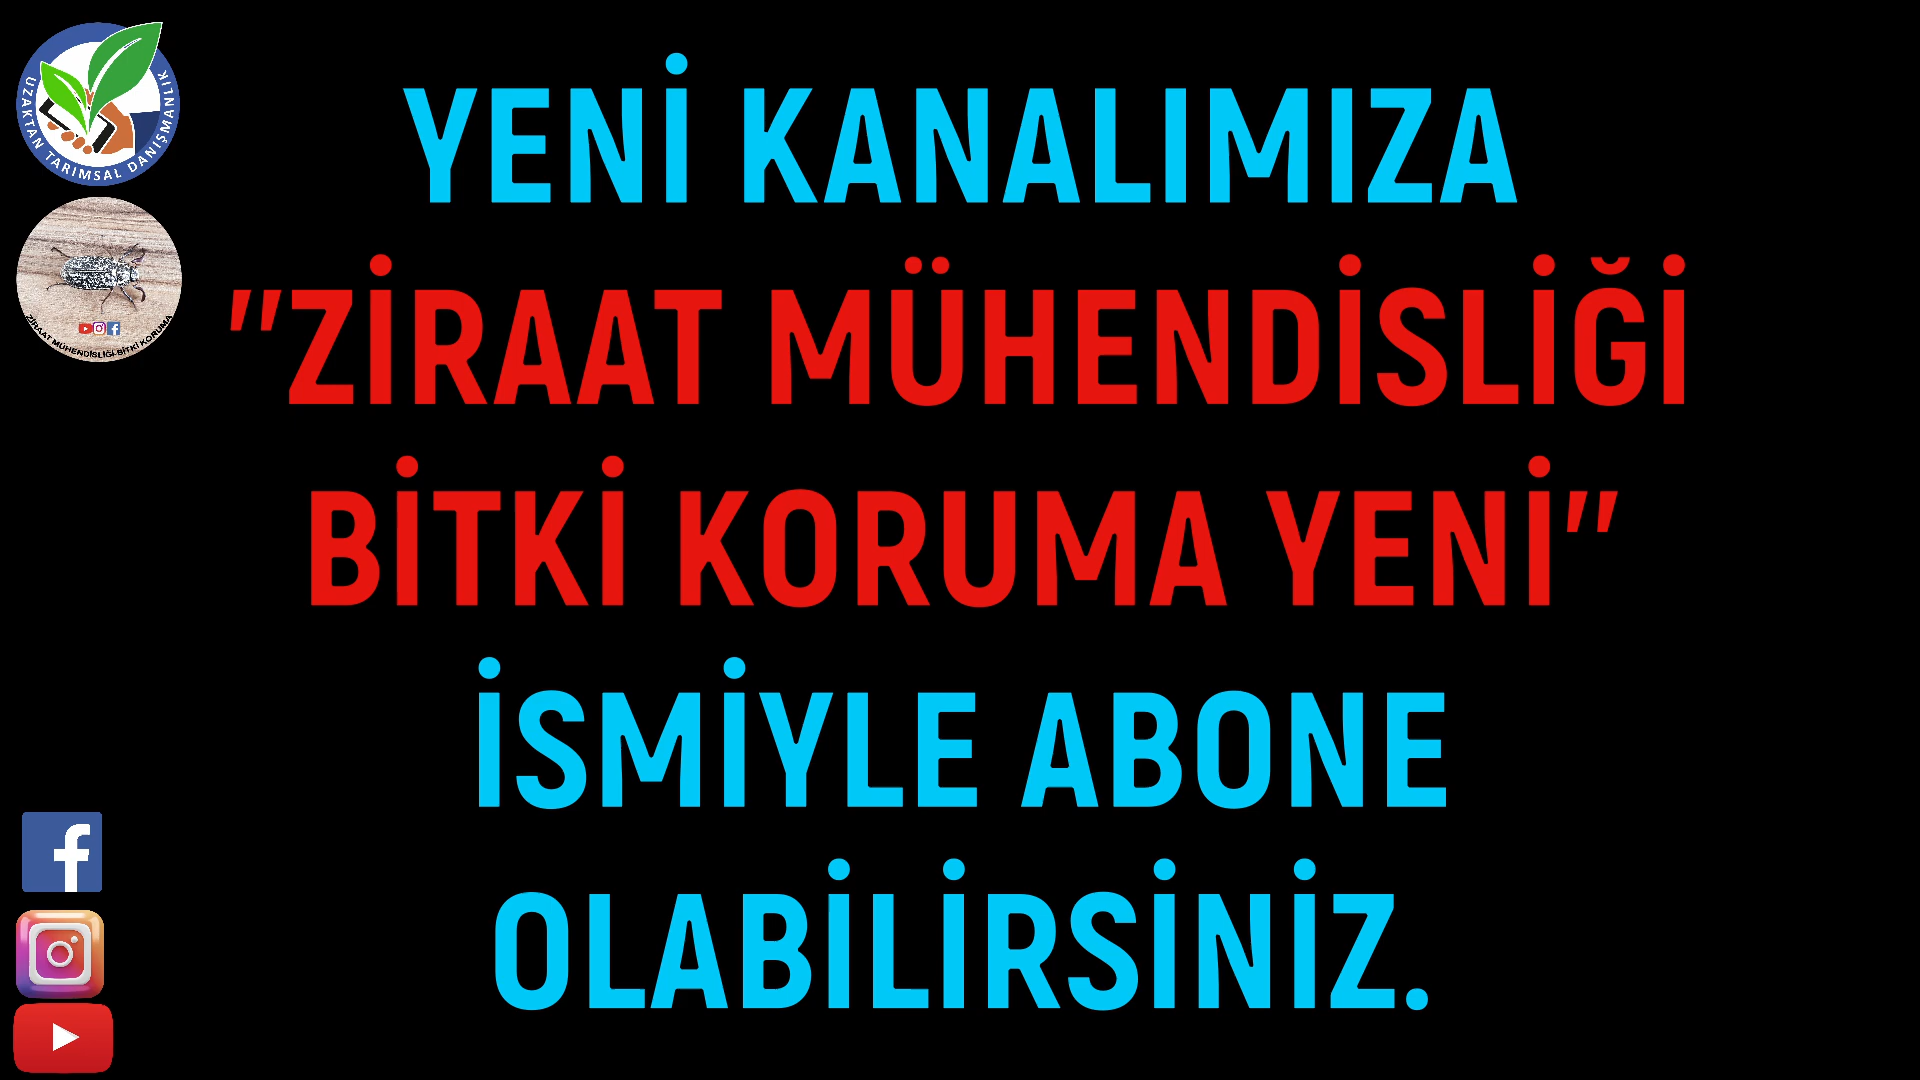 UZAKTAN TARIMSAL DANIŞMANLIK
ZİRAAT MÜHENDİSLİĞİ-BİTKİ KORUMA
YENİ KANALIMIZA
"ZİRAAT MÜHENDİSLİĞİ
BİTKİ KORUMA YENİ"
İSMİYLE ABONE
OLABİLİRSİNİZ.